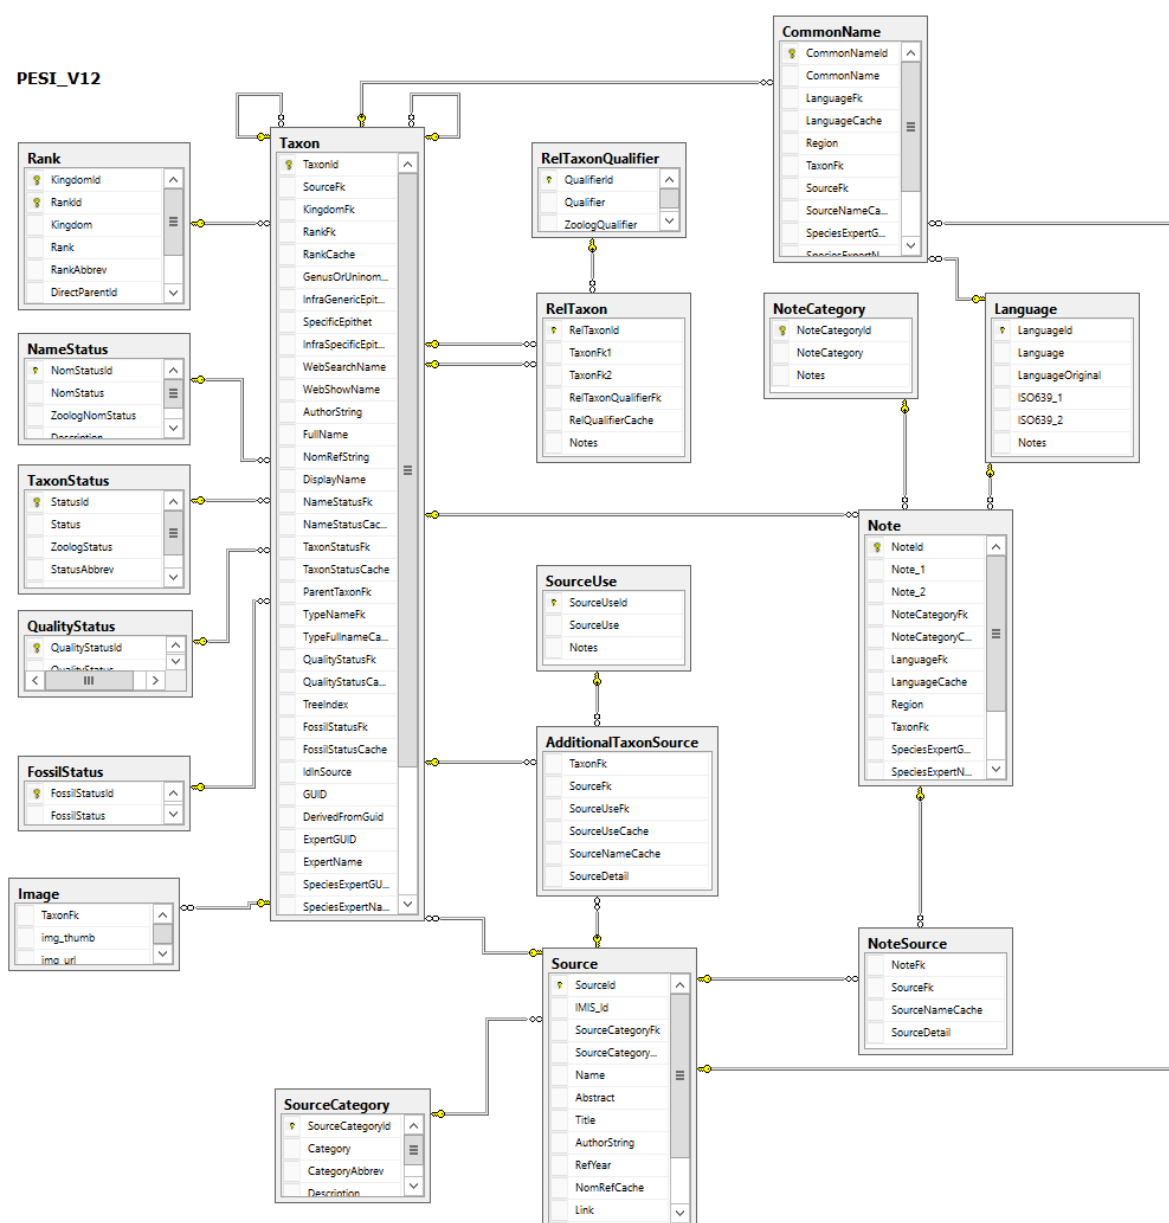 PESI_V12
CommonName
CommonNameId
CommonName
LanguageFk
LanguageCache
Region
TaxonFk
SourceFk
SourceNameCa...
SpeciesExpertG...
SpeciesExpertN...
Rank
KingdomId
RankId
Kingdom
Rank
RankAbbrev
DirectParentId
NameStatus
NomStatusId
NomStatus
ZoologNomStatus
Description
TaxonStatus
StatusId
Status
ZoologStatus
StatusAbbrev
QualityStatus
QualityStatusId
QualityStatus
FossilStatus
FossilStatusId
FossilStatus
Image
TaxonFk
img_thumb
img_url
Taxon
TaxonId
SourceFk
KingdomFk
RankFk
RankCache
GenusOrUninom...
InfraGenericEpit...
SpecificEpithet
InfraSpecificEpit...
WebSearchName
WebShowName
AuthorString
FullName
NomRefString
DisplayName
NameStatusFk
NameStatusCac...
TaxonStatusFk
TaxonStatusCache
ParentTaxonFk
TypeNameFk
TypeFullnameCa...
QualityStatusFk
QualityStatusCa...
TreeIndex
FossilStatusFk
FossilStatusCache
IdInSource
GUID
DerivedFromGuid
ExpertGUID
ExpertName
SpeciesExpertGU...
SpeciesExpertNa...
RelTaxonQualifier
QualifierId
Qualifier
ZoologQualifier
RelTaxon
RelTaxonId
TaxonFk1
TaxonFk2
RelTaxonQualifierFk
RelQualifierCache
Notes
NoteCategory
NoteCategoryId
NoteCategory
Notes
Language
LanguageId
Language
LanguageOriginal
ISO639_1
ISO639_2
Notes
Note
NoteId
Note_1
Note_2
NoteCategoryFk
NoteCategoryC...
LanguageFk
LanguageCache
Region
TaxonFk
SpeciesExpertG...
SpeciesExpertN...
SourceUse
SourceUseId
SourceUse
Notes
AdditionalTaxonSource
TaxonFk
SourceFk
SourceUseFk
SourceUseCache
SourceNameCache
SourceDetail
NoteSource
NoteFk
SourceFk
SourceNameCache
SourceDetail
Source
SourceId
IMIS_Id
SourceCategoryFk
SourceCategory...
Name
Abstract
Title
AuthorString
RefYear
NomRefCache
Link
SourceCategory
SourceCategoryId
Category
CategoryAbbrev
Description